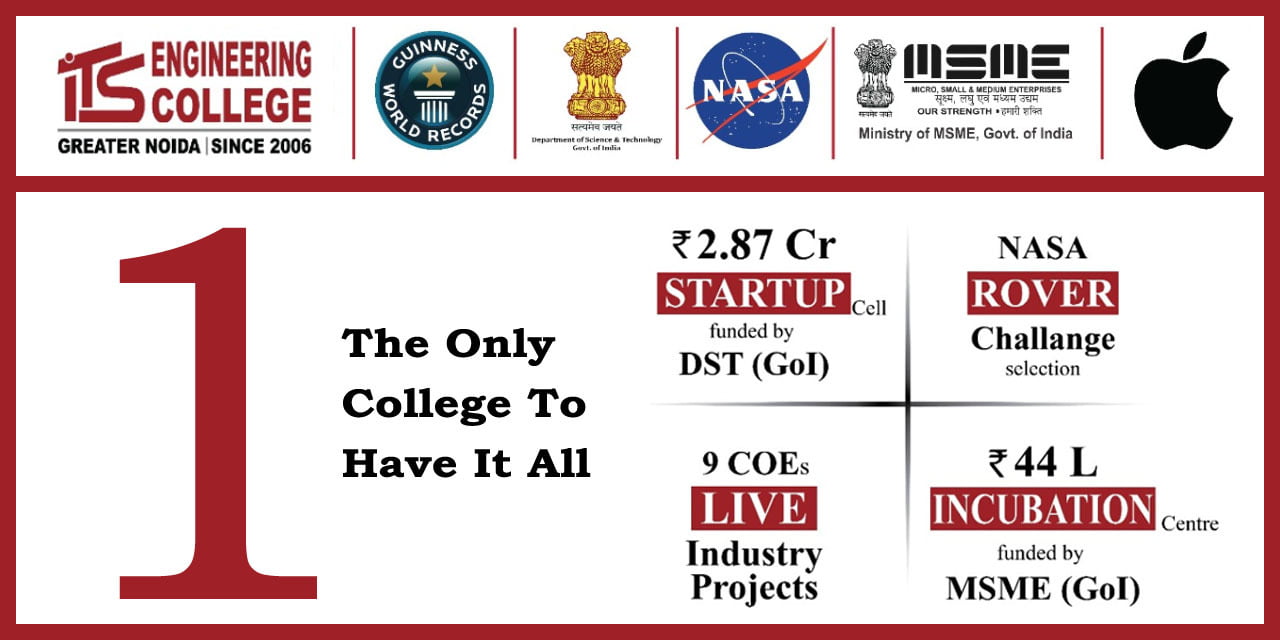 iTS ENGINEERING
COLLEGE
GREATER NOIDA | SINCE 2006
GUINNESS
WORLD RECORDS
सत्यमेव जयते
Department of Science & Technology
Govt. of India
NASA
सत्यमेव जयते
MSME
MICRO, SMALL & MEDIUM ENTERPRISES
सूक्ष्म, लघु एवं मध्यम उद्यम
OUR STRENGTH • हमारी शक्ति
Ministry of MSME, Govt. of India
1
The Only
College To
Have It All
₹2.87 Cr
STARTUP Cell
funded by
DST (GoI)
NASA
ROVER
Challange
selection
9 COEs
LIVE
Industry
Projects
₹44 L
INCUBATION Centre
funded by
MSME (GoI)